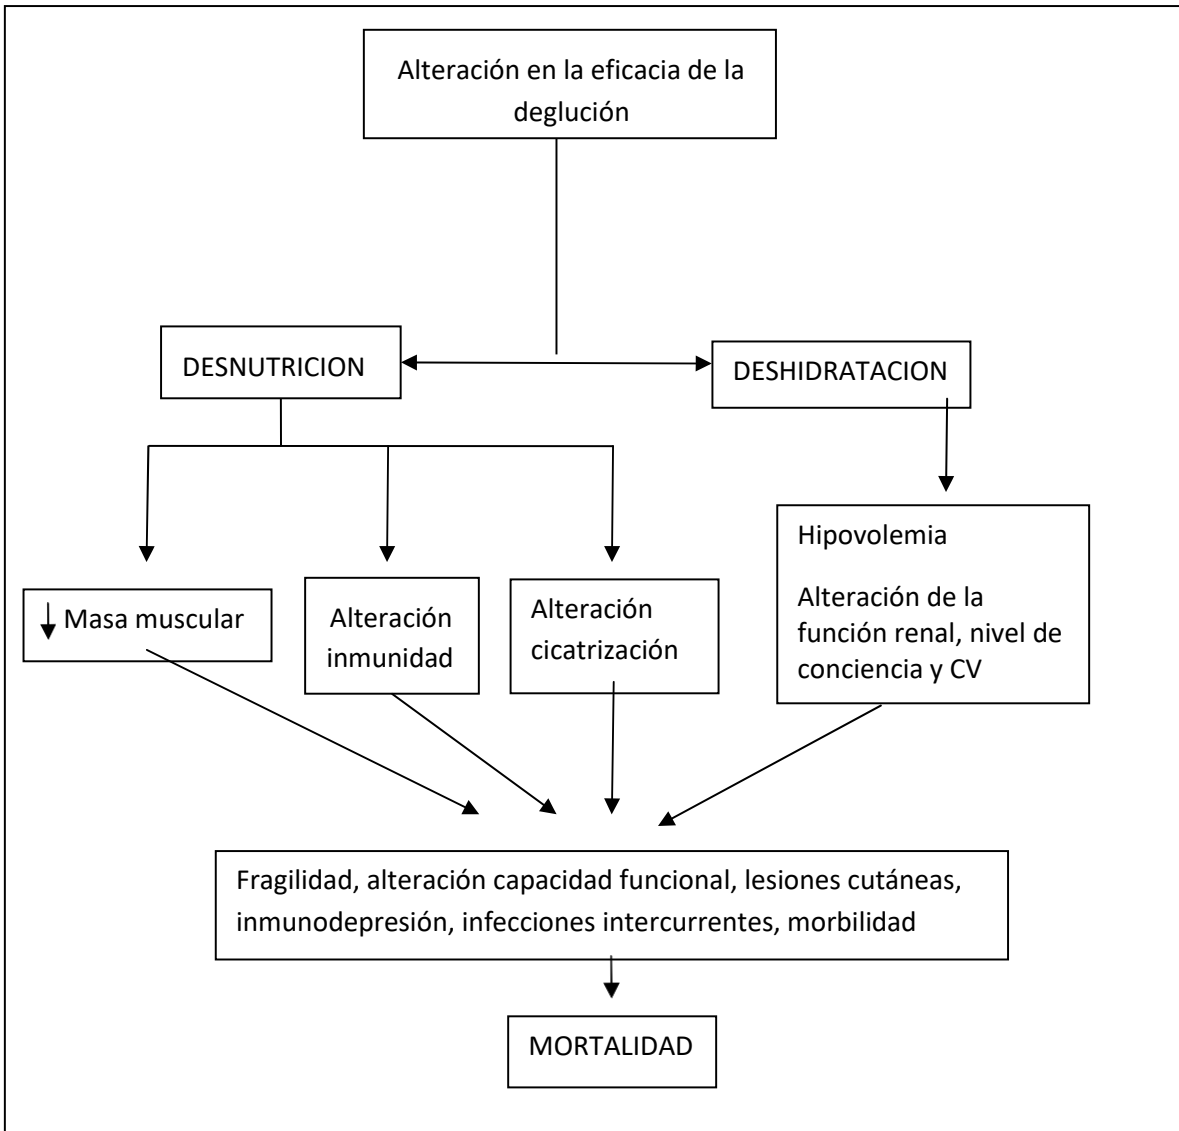 Alteración en la eficacia de la
deglución
DESNUTRICION
DESHIDRATACION
Masa muscular
Alteración
inmunidad
Alteración
cicatrización
Hipovolemia
Alteración de la
función renal, nivel de
conciencia y CV
Fragilidad, alteración capacidad funcional, lesiones cutáneas,
inmunodepresión, infecciones intercurrentes, morbilidad
MORTALIDAD